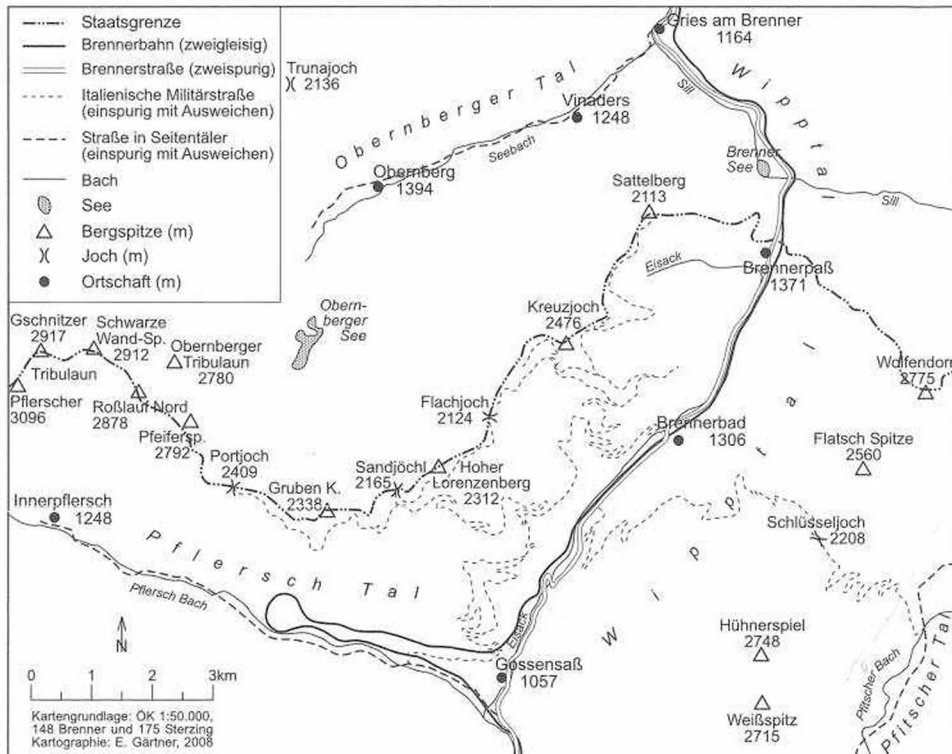 Staatsgrenze
Brennerbahn (zweigleisig)
Brennerstraße (zweispurig)
Italienische Militärstraße
(einspurig mit Ausweichen)
Straße in Seitentäler
(einspurig mit Ausweichen)
Bach
See
Bergspitze (m)
Joch (m)
Ortschaft (m)
Trunajoch
2136
Gries am Brenner
1164
Wipptal
Sill
Obernberger Tal
Vinaders
1248
Seebach
Obernberg
1394
Brenner
See
Sattelberg
2113
Sill
Eisack
Brennerpaß
1371
Obern-
berger
See
Kreuzjoch
2476
Gschnitzer
2917
Schwarze
Wand-Sp.
2912
Obernberger
Tribulaun
2780
Tribulaun
Pflerscher
3096
Roßlauf Nord
2878
Pfeifersp.
2792
Flachjoch
2124
Wolfendorn
2775
Brennerbad
1306
Flatsch Spitze
2560
Portjoch
2409
Sandjöchl
2165
Hoher
Lorenzenberg
2312
Gruben K.
2338
Innerpflersch
1248
Schlüsseljoch
2208
Pflersch Tal
Pflersch Bach
Wipptal
Eisack
Hühnerspiel
2748
Gossensaß
1057
Weißspitz
2715
Pfitscher Bach
Pfitscher Tal
N
0 1 2 3km
Kartengrundlage: ÖK 1:50.000,
148 Brenner und 175 Sterzing
Kartographie: E. Gärtner, 2008